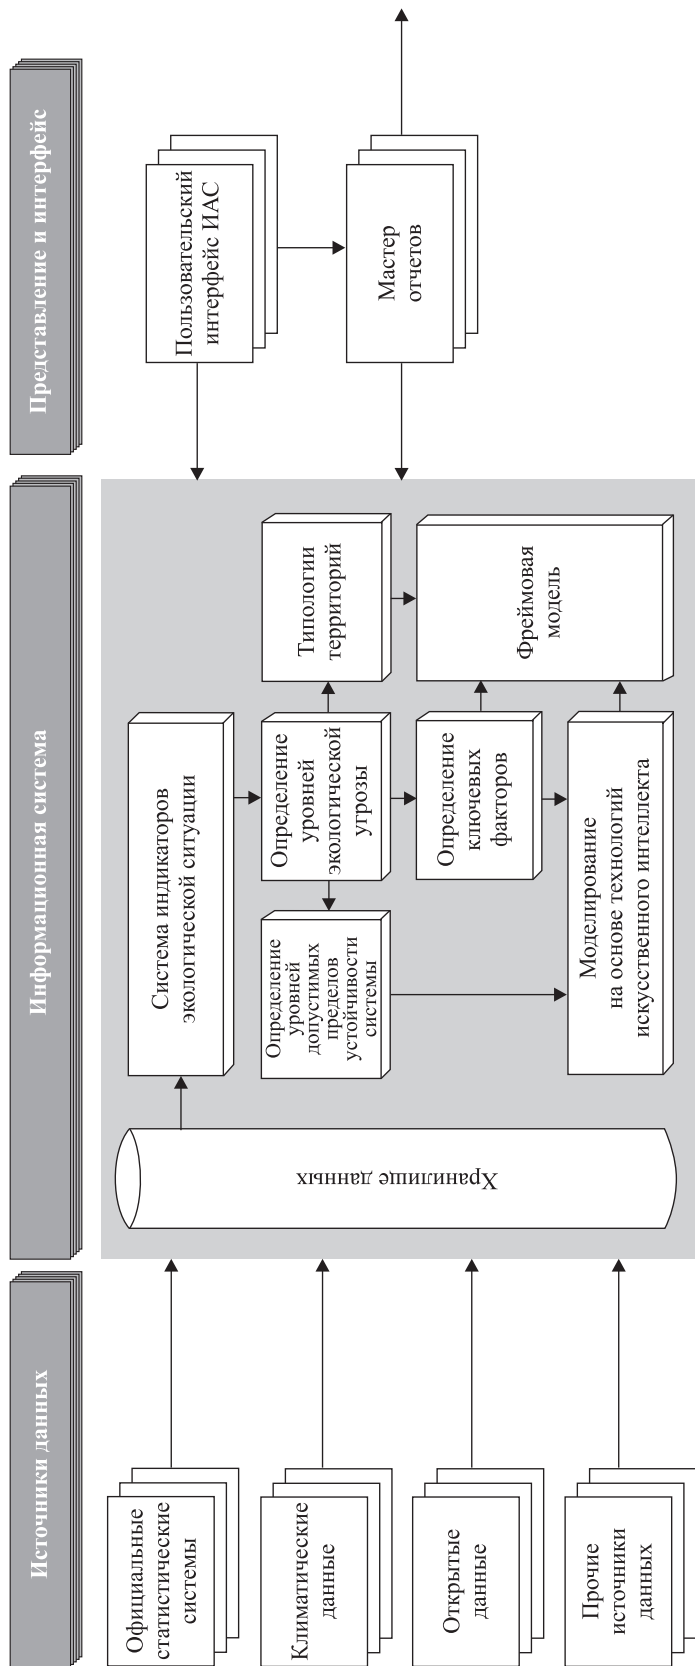 Источники данных
Информационная система
Представление и интерфейс
Официальные
статистические
системы
Климатические
данные
Открытые
данные
Прочие
источники
данных
Хранилище данных
Система индикаторов
экологической ситуации
Определение
уровней
допустимых
пределов
устойчивости
системы
Определение
уровней
экологической
угрозы
Типологии
территорий
Определение
ключевых
факторов
Фреймовая
модель
Моделирование
на основе технологий
искусственного интеллекта
Пользовательский
интерфейс ИАС
Мастер
отчетов